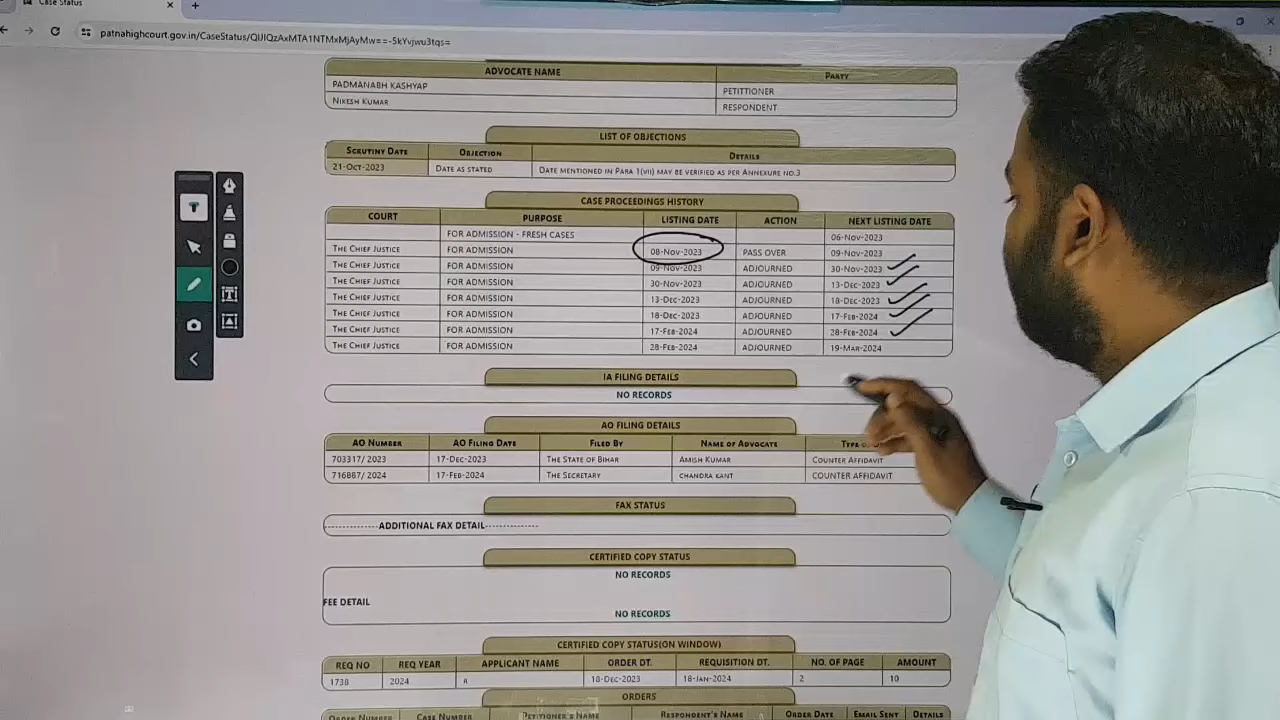 Case Status
patnahighcourt.gov.in/CaseStatus/QUlQzAxMTA1NTMxMjAyMw==-5kYvjwu3tqs=
ADVOCATE NAME PARTY
PADMANABH KASHYAP PETITIONER
NIKESH KUMAR RESPONDENT
LIST OF OBJECTIONS
SCRUTINY DATE OBJECTION DETAILS
21-OCT-2023 DATE AS STATED DATE MENTIONED IN PARA 1(VII) MAY BE VERIFIED AS PER ANNEXURE NO.3
CASE PROCEEDINGS HISTORY
COURT PURPOSE LISTING DATE ACTION NEXT LISTING DATE
FOR ADMISSION - FRESH CASES 06-NOV-2023
THE CHIEF JUSTICE FOR ADMISSION 08-NOV-2023 PASS OVER 09-NOV-2023
THE CHIEF JUSTICE FOR ADMISSION 09-NOV-2023 ADJOURNED 30-NOV-2023
THE CHIEF JUSTICE FOR ADMISSION 30-NOV-2023 ADJOURNED 13-DEC-2023
THE CHIEF JUSTICE FOR ADMISSION 13-DEC-2023 ADJOURNED 18-DEC-2023
THE CHIEF JUSTICE FOR ADMISSION 18-DEC-2023 ADJOURNED 17-FEB-2024
THE CHIEF JUSTICE FOR ADMISSION 17-FEB-2024 ADJOURNED 28-FEB-2024
THE CHIEF JUSTICE FOR ADMISSION 28-FEB-2024 ADJOURNED 19-MAR-2024
IA FILING DETAILS
NO RECORDS
AO FILING DETAILS
AO NUMBER AO FILING DATE FILED BY NAME OF ADVOCATE
703317/ 2023 17-DEC-2023 THE STATE OF BIHAR AMISH KUMAR COUNTER AFFIDAVIT
716887/ 2024 17-FEB-2024 THE SECRETARY CHANDRA KANT COUNTER AFFIDAVIT
FAX STATUS
--------------ADDITIONAL FAX DETAIL--------------
CERTIFIED COPY STATUS
NO RECORDS
FEE DETAIL
NO RECORDS
CERTIFIED COPY STATUS(ON WINDOW)
REQ NO REQ YEAR APPLICANT NAME ORDER DT. REQUISITION DT. NO. OF PAGE AMOUNT
1738 2024 R 18-DEC-2023 18-JAN-2024 2 10
ORDERS
ORDER NUMBER CASE NUMBER PETITIONER'S NAME RESPONDENT'S NAME ORDER DATE EMAIL SENT DETAILS